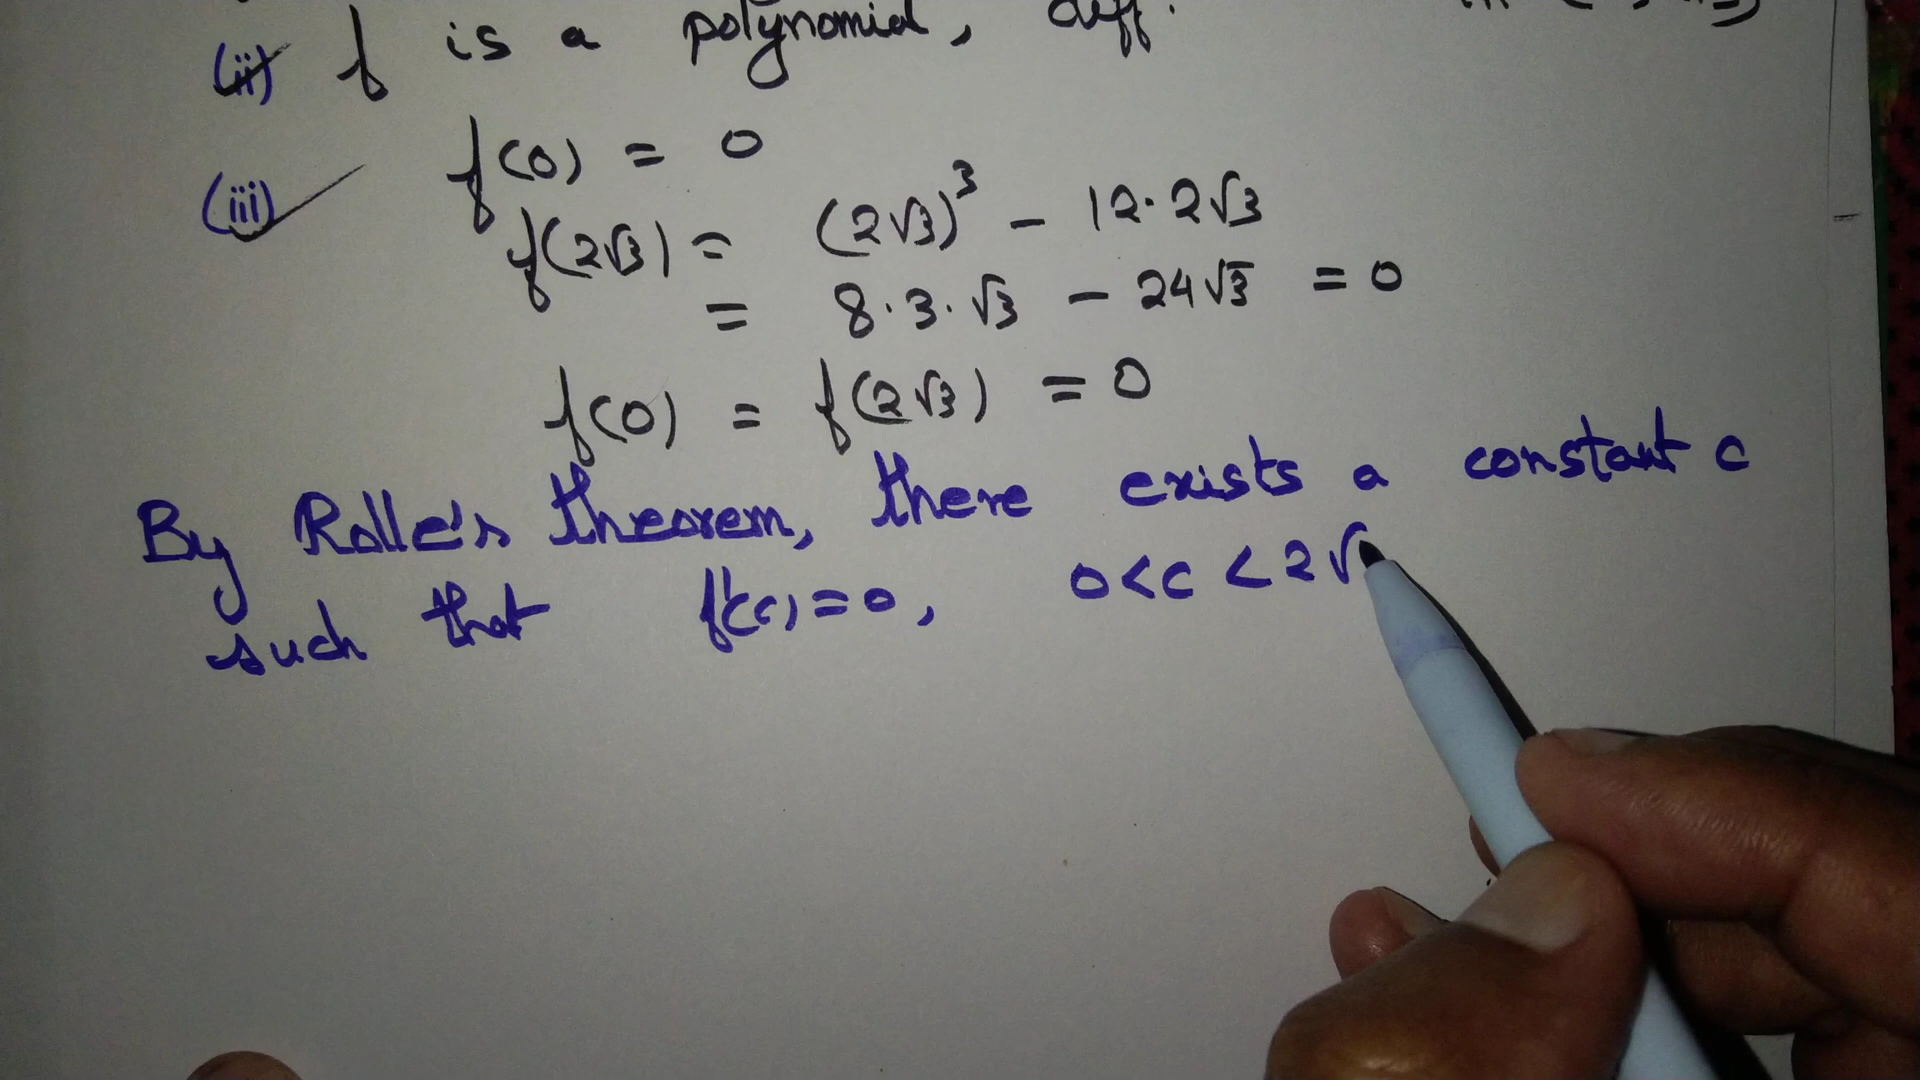 (ii) f is a polynomial, diff. in
f(0) = 0
(iii)
f(2√3) = (2√3)³ - 12·2√3
= 8·3·√3 - 24√3 = 0
f(0) = f(2√3) = 0
By Rolle's theorem, there exists a constant c
such that f'(c)=0, 0<c<2√